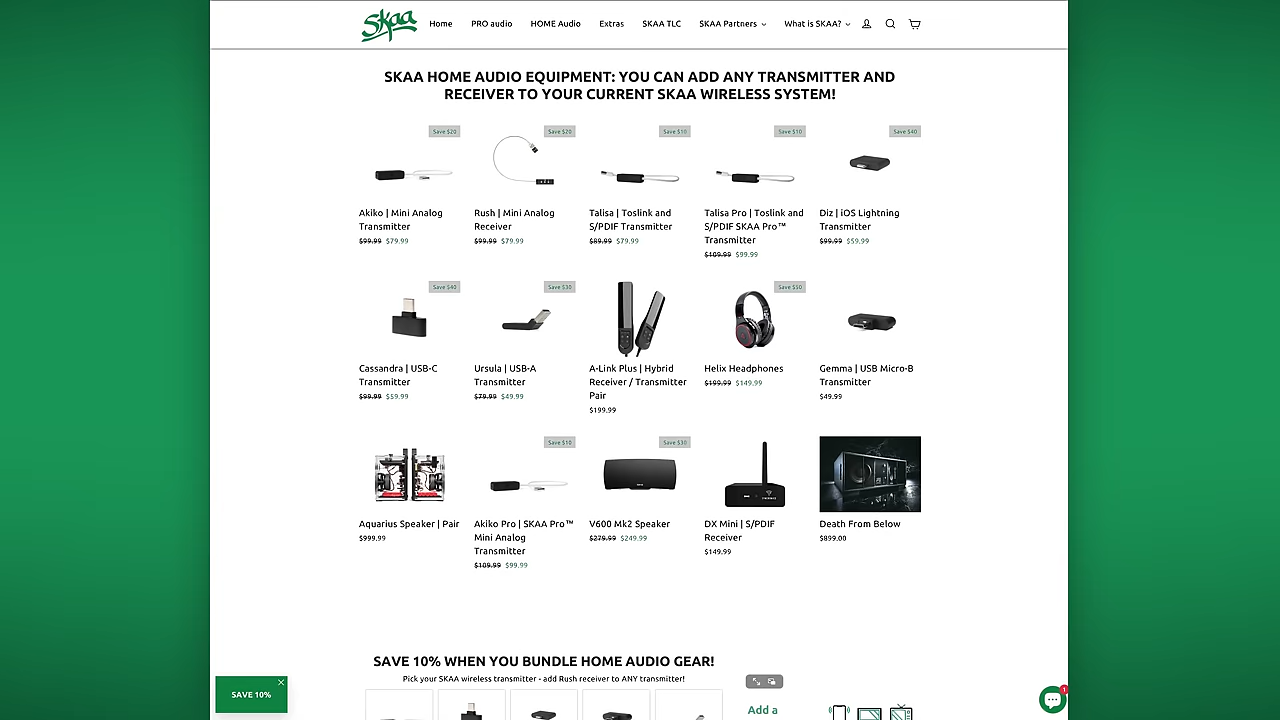 Skaa
Home
PRO audio
HOME Audio
Extras
SKAA TLC
SKAA Partners
What is SKAA?
SKAA HOME AUDIO EQUIPMENT: YOU CAN ADD ANY TRANSMITTER AND
RECEIVER TO YOUR CURRENT SKAA WIRELESS SYSTEM!
Save $20
Akiko | Mini Analog
Transmitter
$99.99 $79.99
Save $20
Rush | Mini Analog
Receiver
$99.99 $79.99
Save $10
Talisa | Toslink and
S/PDIF Transmitter
$89.99 $79.99
Save $10
Talisa Pro | Toslink and
S/PDIF SKAA Pro™
Transmitter
$109.99 $99.99
Save $40
Diz | iOS Lightning
Transmitter
$99.99 $59.99
Save $40
Cassandra | USB-C
Transmitter
$99.99 $59.99
Save $30
Ursula | USB-A
Transmitter
$79.99 $49.99
A-Link Plus | Hybrid
Receiver / Transmitter
Pair
$199.99
Save $50
Helix Headphones
$199.99 $149.99
Gemma | USB Micro-B
Transmitter
$49.99
Aquarius Speaker | Pair
$999.99
Save $10
Akiko Pro | SKAA Pro™
Mini Analog
Transmitter
$109.99 $99.99
Save $30
V600 Mk2 Speaker
$279.99 $249.99
DX Mini | S/PDIF
Receiver
$149.99
Death From Below
$899.00
SAVE 10% WHEN YOU BUNDLE HOME AUDIO GEAR!
Pick your SKAA wireless transmitter - add Rush receiver to ANY transmitter!
Add a
SAVE 10%
1